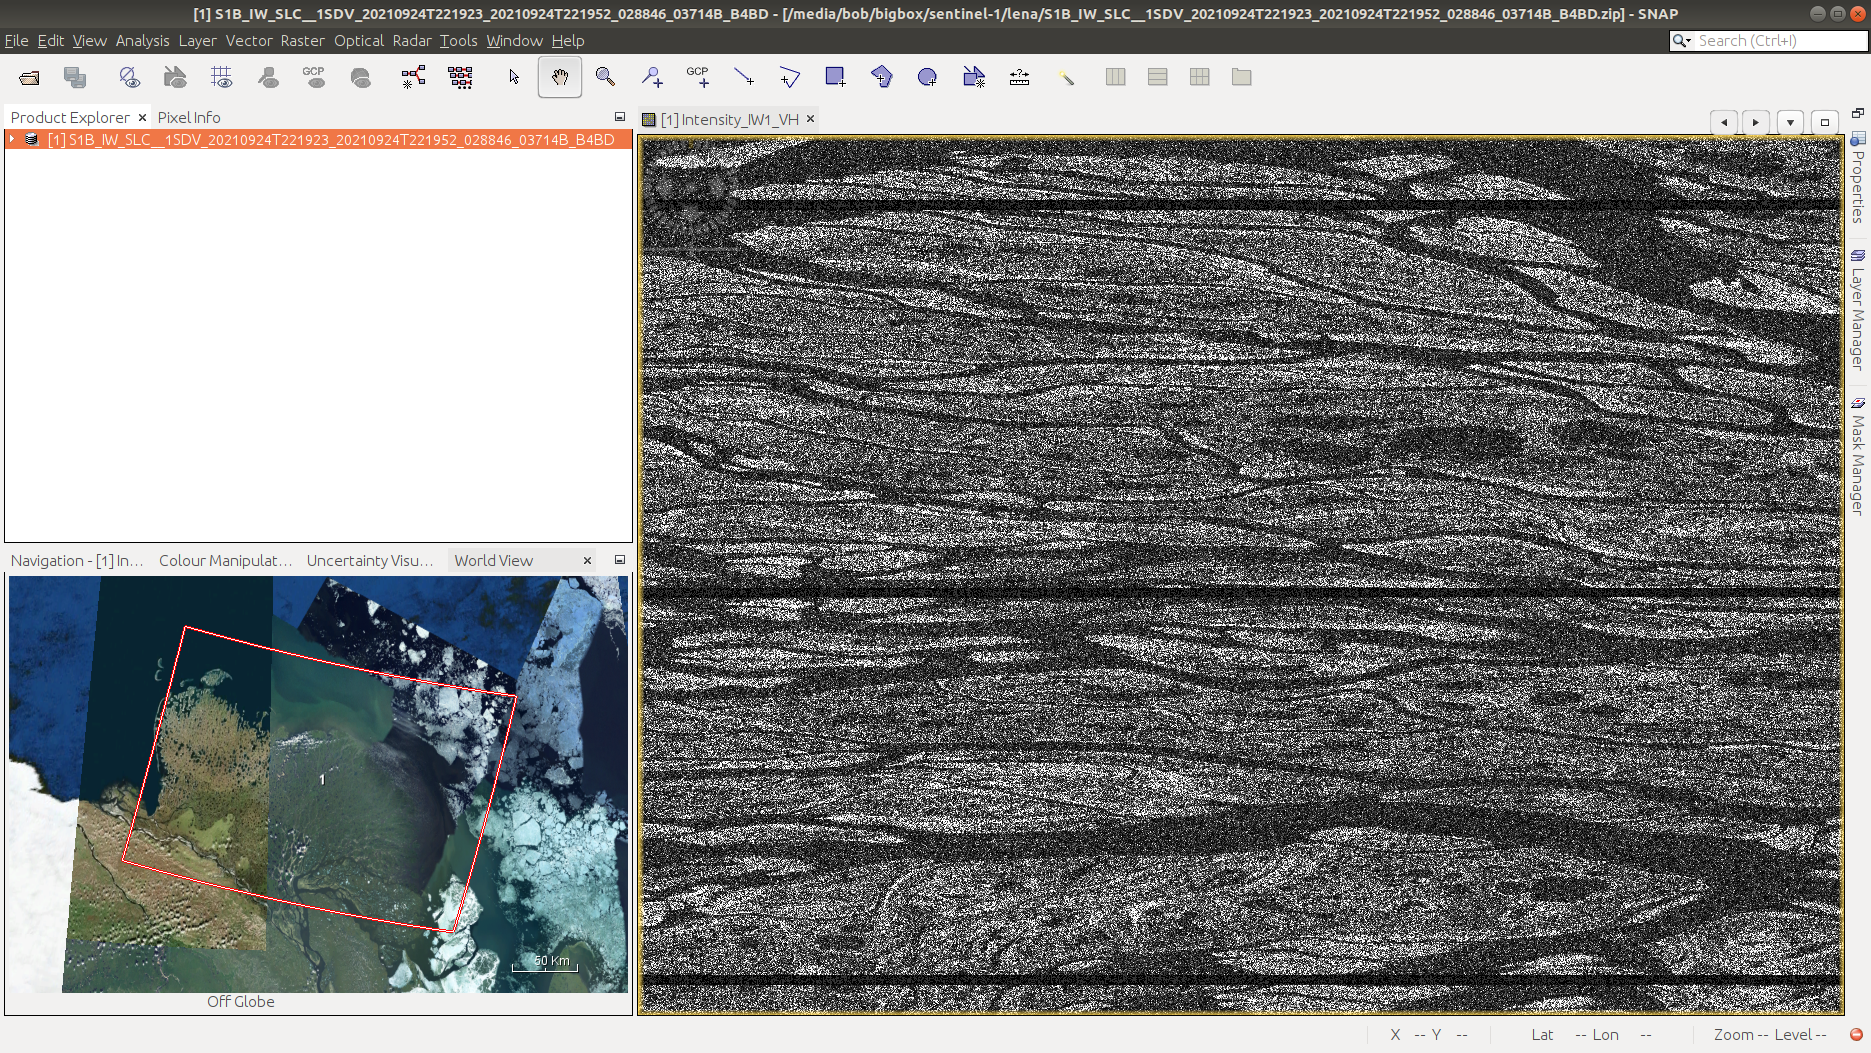 [1] S1B_IW_SLC__1SDV_20210924T221923_20210924T221952_028846_03714B_B4BD - [/media/bob/bigbox/sentinel-1/lena/S1B_IW_SLC__1SDV_20210924T221923_20210924T221952_028846_03714B_B4BD.zip] - SNAP
File Edit View Analysis Layer Vector Raster Optical Radar Tools Window Help
Search (Ctrl+I)
GCP GCP
Product Explorer Pixel Info
[1] Intensity_IW1_VH
[1] S1B_IW_SLC__1SDV_20210924T221923_20210924T221952_028846_03714B_B4BD
Properties
Layer Manager
Mask Manager
Navigation - [1] In... Colour Manipulat... Uncertainty Visu... World View
1
50 Km
Off Globe
X -- Y -- Lat -- Lon -- Zoom -- Level --